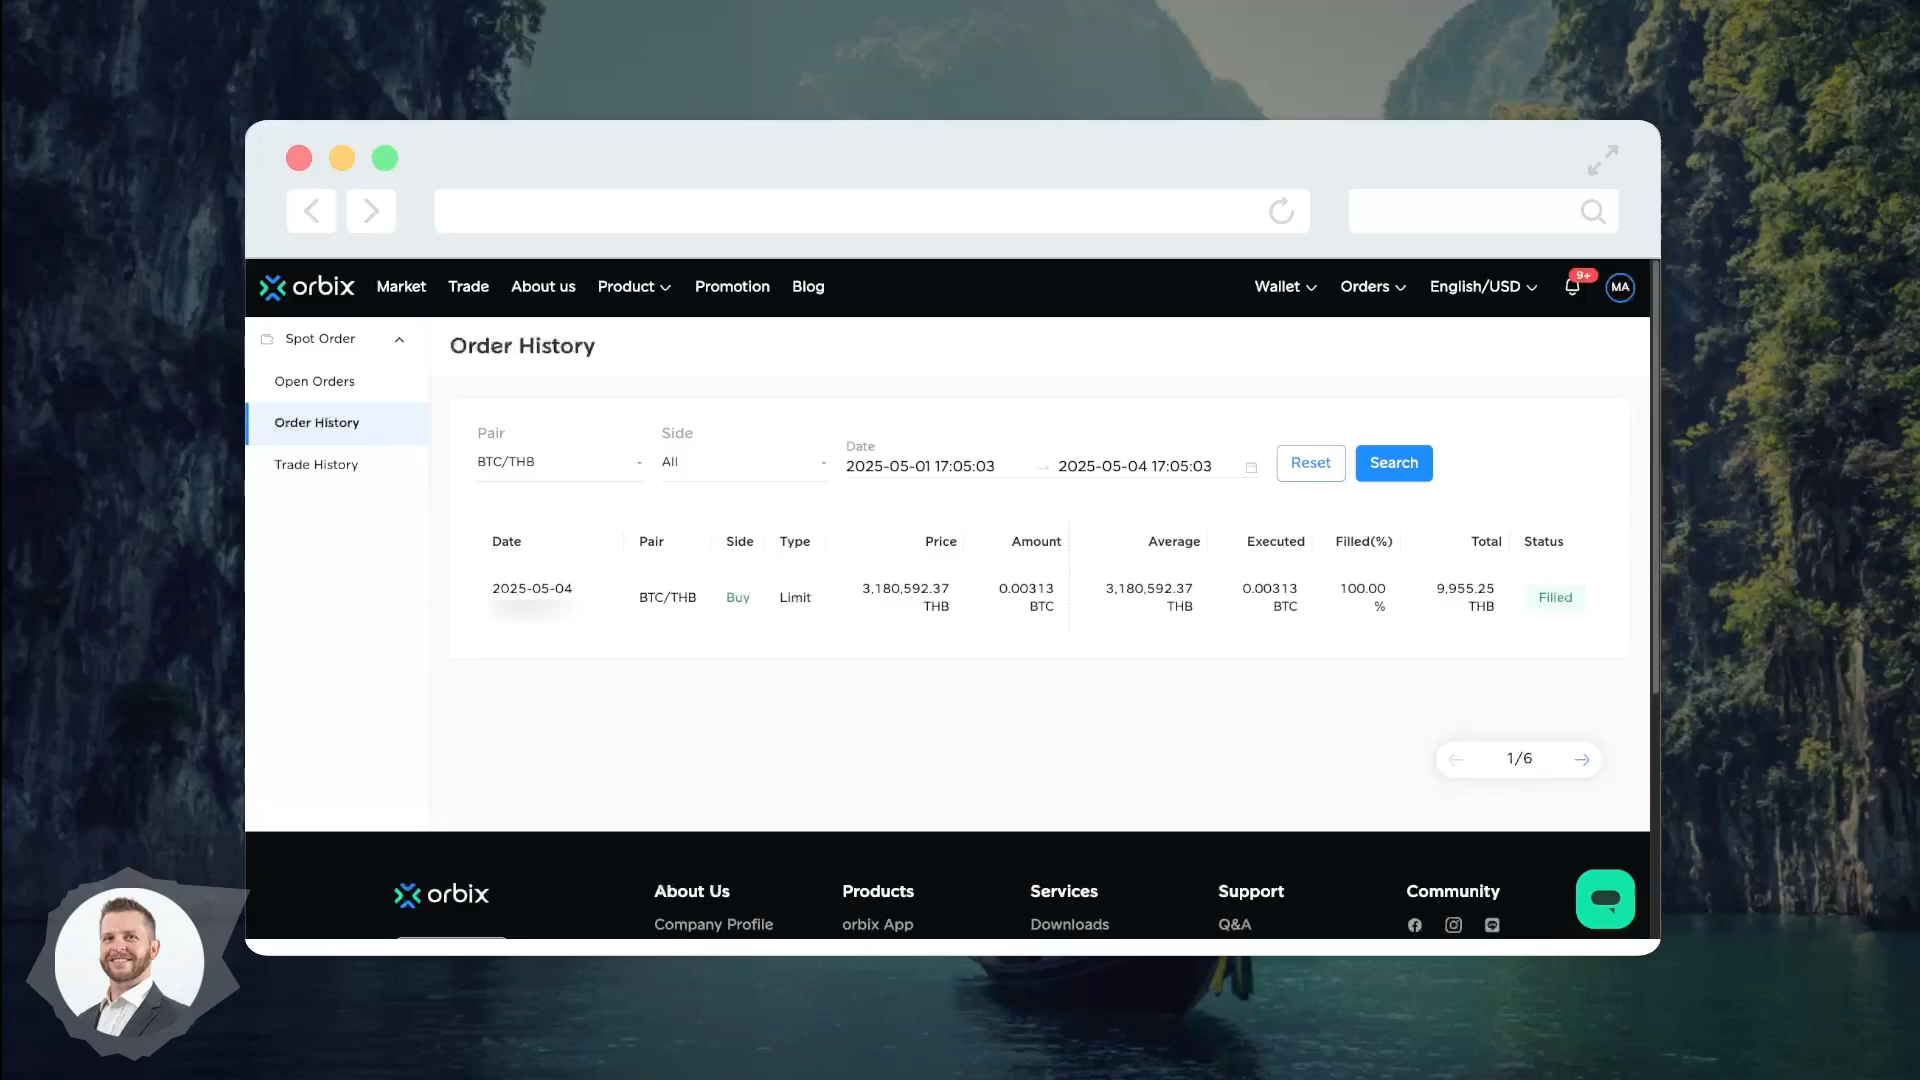 orbix Market Trade About us Product Promotion Blog Wallet Orders English/USD 9+ MA
Spot Order
Open Orders
Order History
Trade History
Order History
Pair Side Date
BTC/THB All 2025-05-01 17:05:03 → 2025-05-04 17:05:03 Reset Search
Date Pair Side Type Price Amount Average Executed Filled(%) Total Status
2025-05-04 BTC/THB Buy Limit 3,180,592.37 THB 0.00313 BTC 3,180,592.37 THB 0.00313 BTC 100.00 % 9,955.25 THB Filled
1/6
orbix About Us Products Services Support Community
Company Profile orbix App Downloads Q&A